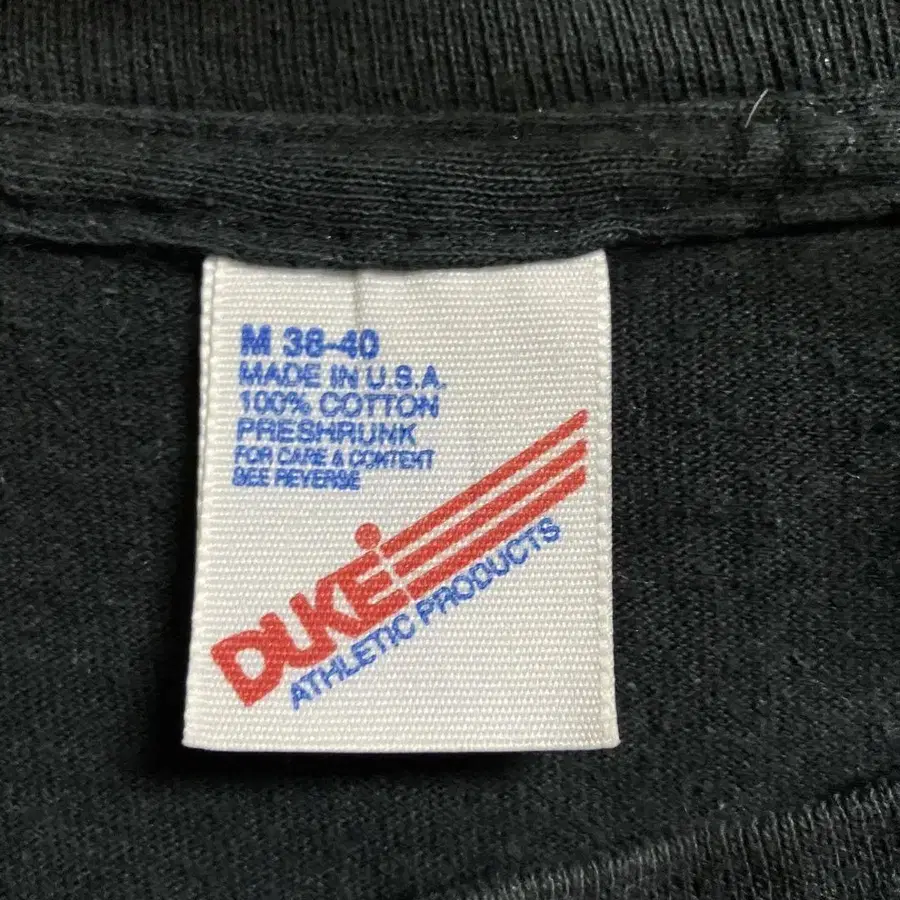 M 38-40
MADE IN U.S.A.
100% COTTON
PRESHRUNK
FOR CARE & CONTENT
SEE REVERSE
DUKE
ATHLETIC PRODUCTS